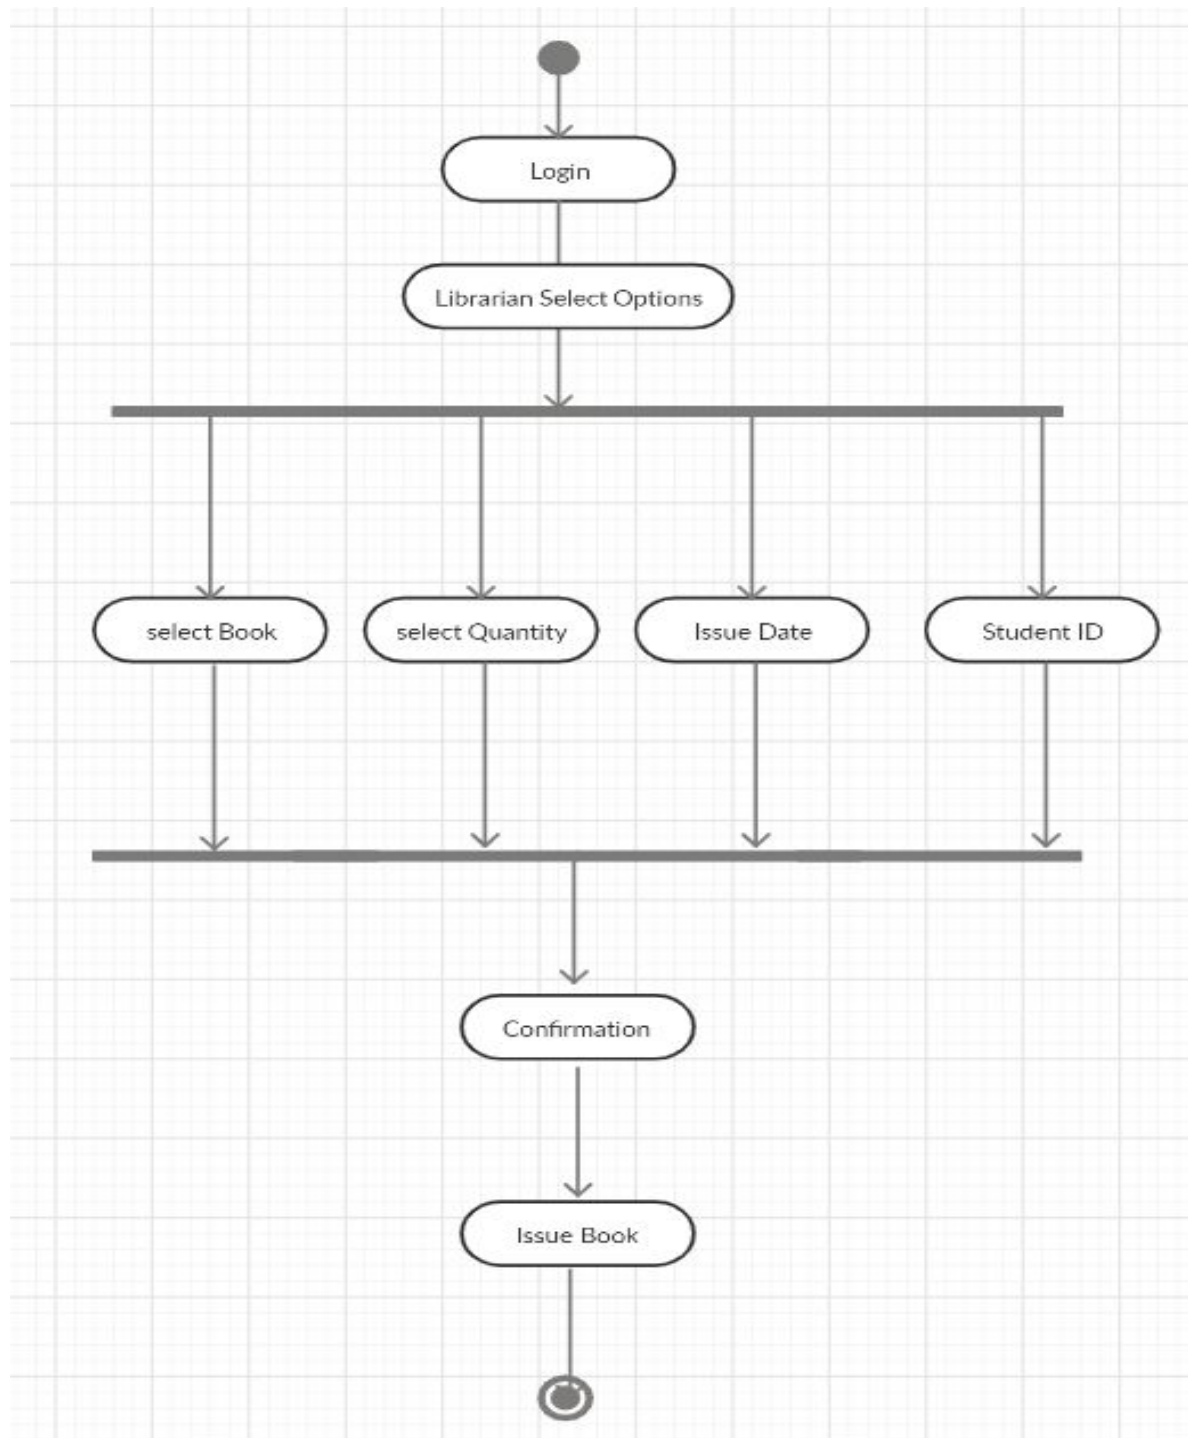 Login
Librarian Select Options
select Book
select Quantity
Issue Date
Student ID
Confirmation
Issue Book